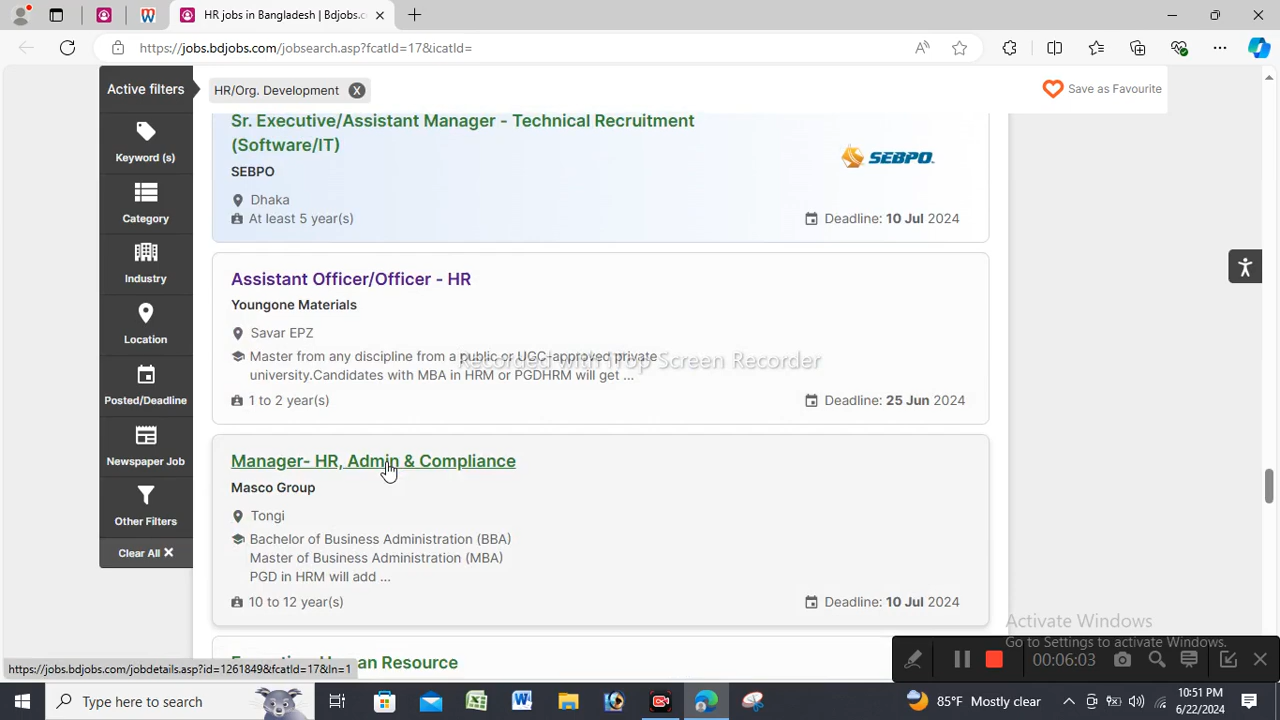 HR jobs in Bangladesh | Bdjobs.c
https://jobs.bdjobs.com/jobsearch.asp?fcatId=17&icatId=
Active filters
HR/Org. Development X
Save as Favourite
Keyword (s)
Category
Industry
Location
Posted/Deadline
Newspaper Job
Other Filters
Clear All ✕
Sr. Executive/Assistant Manager - Technical Recruitment
(Software/IT)
SEBPO
SEBPO
Dhaka
At least 5 year(s)
Deadline: 10 Jul 2024
Assistant Officer/Officer - HR
Youngone Materials
Savar EPZ
Master from any discipline from a public or UGC-approved private
university.Candidates with MBA in HRM or PGDHRM will get ...
1 to 2 year(s)
Deadline: 25 Jun 2024
Recorded with iTop Screen Recorder
Manager- HR, Admin & Compliance
Masco Group
Tongi
Bachelor of Business Administration (BBA)
Master of Business Administration (MBA)
PGD in HRM will add ...
10 to 12 year(s)
Deadline: 10 Jul 2024
Resource
Activate Windows
Go to Settings to activate Windows.
https://jobs.bdjobs.com/jobdetails.asp?id=1261849&fcatId=17&ln=1
00:06:03
Type here to search
85°F Mostly clear
10:51 PM
6/22/2024